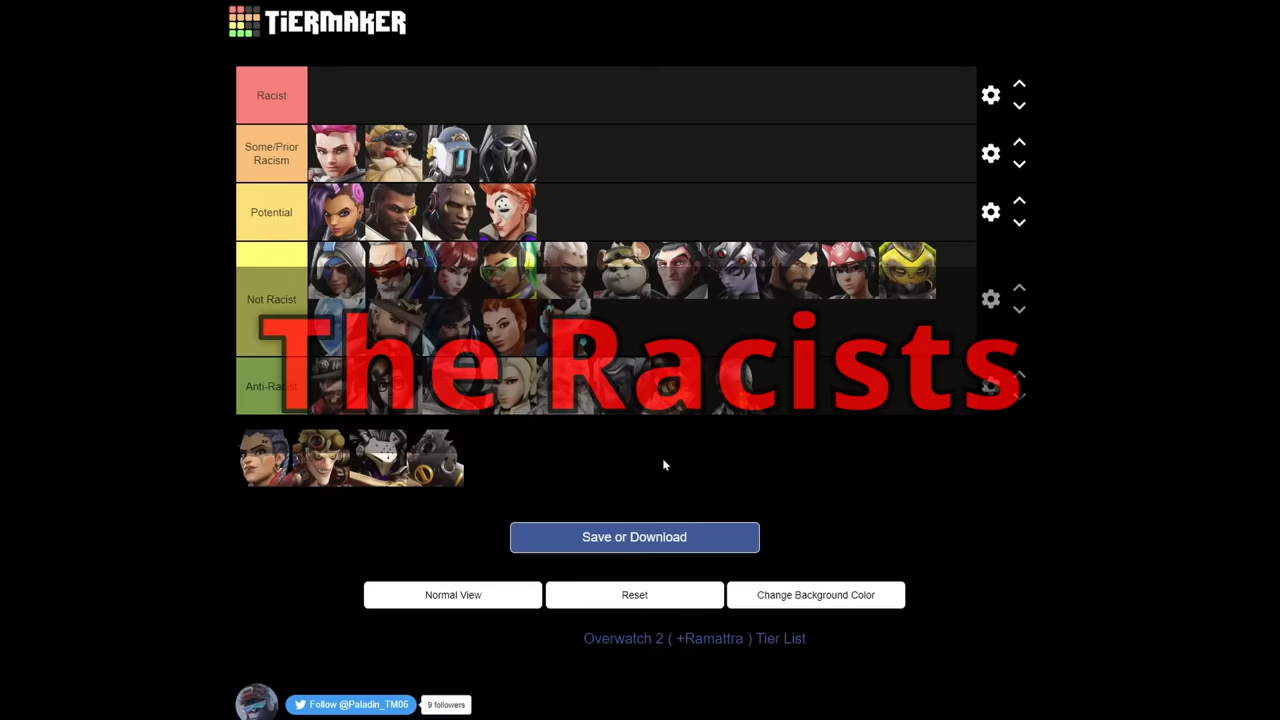 TIERMAKER
Racist
Some/Prior
Racism
Potential
Not Racist
Anti-Racist
The Racists
Save or Download
Normal View
Reset
Change Background Color
Overwatch 2 ( +Ramattra ) Tier List
Follow @Paladin_TM06
9 followers